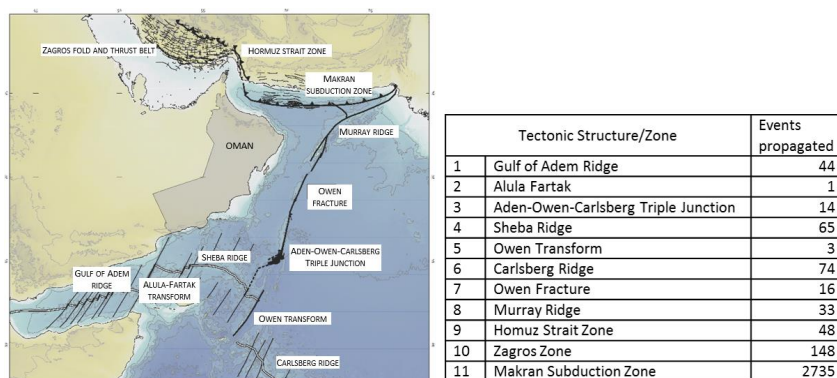 ZAGROS FOLD AND THRUST BELT
HORMUZ STRAIT ZONE
MAKRAN
SUBDUCTION ZONE
MURRAY RIDGE
OMAN
OWEN
FRACTURE
ADEN-OWEN-CARLSBERG
TRIPLE JUNCTION
SHEBA RIDGE
GULF OF ADEM
RIDGE
ALULA-FARTAK
TRANSFORM
OWEN TRANSFORM
CARLSBERG RIDGE
Tectonic Structure/Zone Events
propagated
1 Gulf of Adem Ridge 44
2 Alula Fartak 1
3 Aden-Owen-Carlsberg Triple Junction 14
4 Sheba Ridge 65
5 Owen Transform 3
6 Carlsberg Ridge 74
7 Owen Fracture 16
8 Murray Ridge 33
9 Homuz Strait Zone 48
10 Zagros Zone 148
11 Makran Subduction Zone 2735